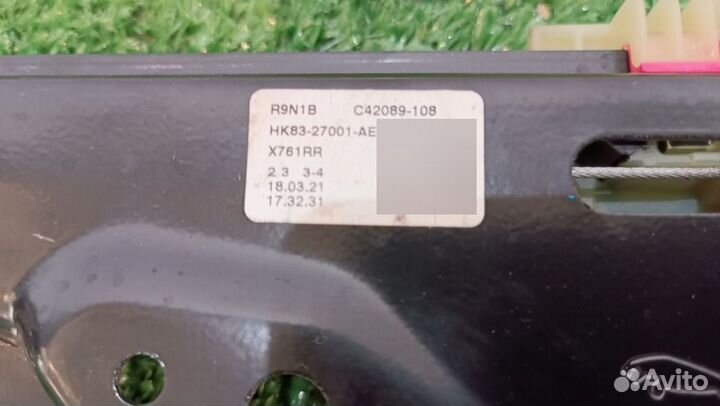 R9N1B C42089-108
HK83-27001-AE
X761RR
2 3 3-4
18.03.21
17.32.31
Avito